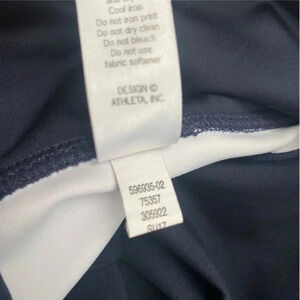 Cool iron
Do not iron print
Do not dry clean
Do not bleach
Do not use
fabric softener
DESIGN ©
ATHLETA, INC.
596935-02
75357
305922
SU17